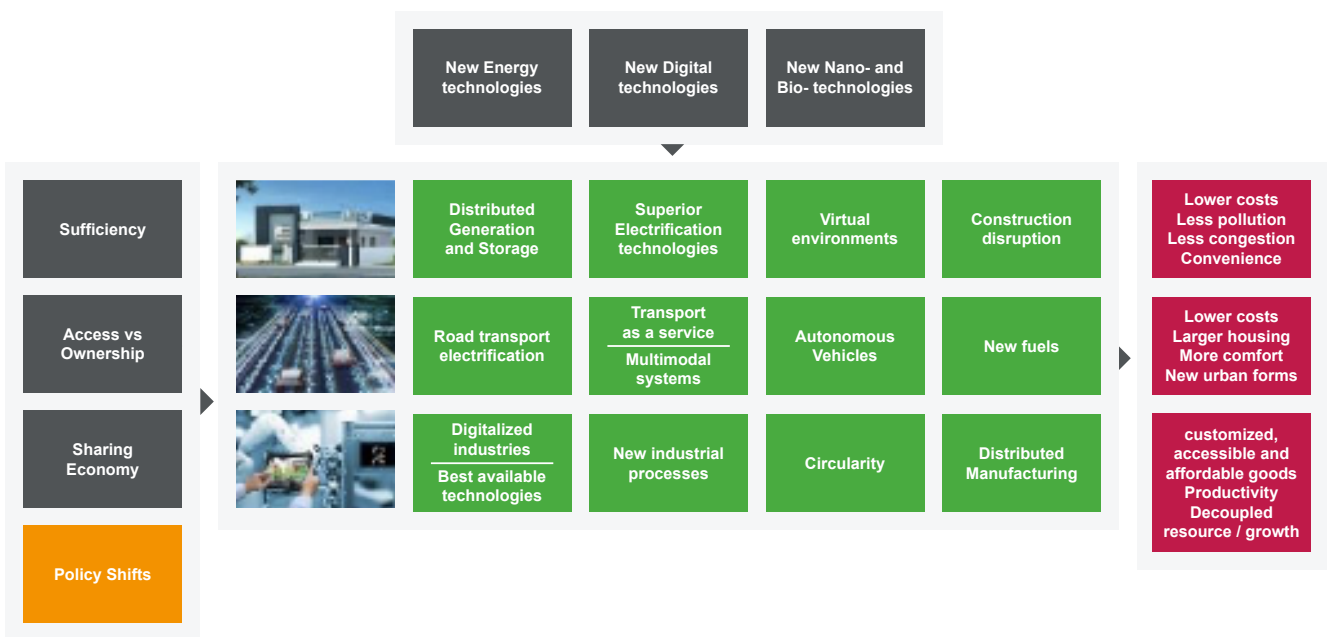 New Energy
technologies
New Digital
technologies
New Nano- and
Bio- technologies
Sufficiency
Access vs
Ownership
Sharing
Economy
Policy Shifts
Distributed
Generation
and Storage
Superior
Electrification
technologies
Virtual
environments
Construction
disruption
Road transport
electrification
Transport
as a service
Multimodal
systems
Autonomous
Vehicles
New fuels
Digitalized
industries
Best available
technologies
New industrial
processes
Circularity
Distributed
Manufacturing
Lower costs
Less pollution
Less congestion
Convenience
Lower costs
Larger housing
More comfort
New urban forms
customized,
accessible and
affordable goods
Productivity
Decoupled
resource / growth